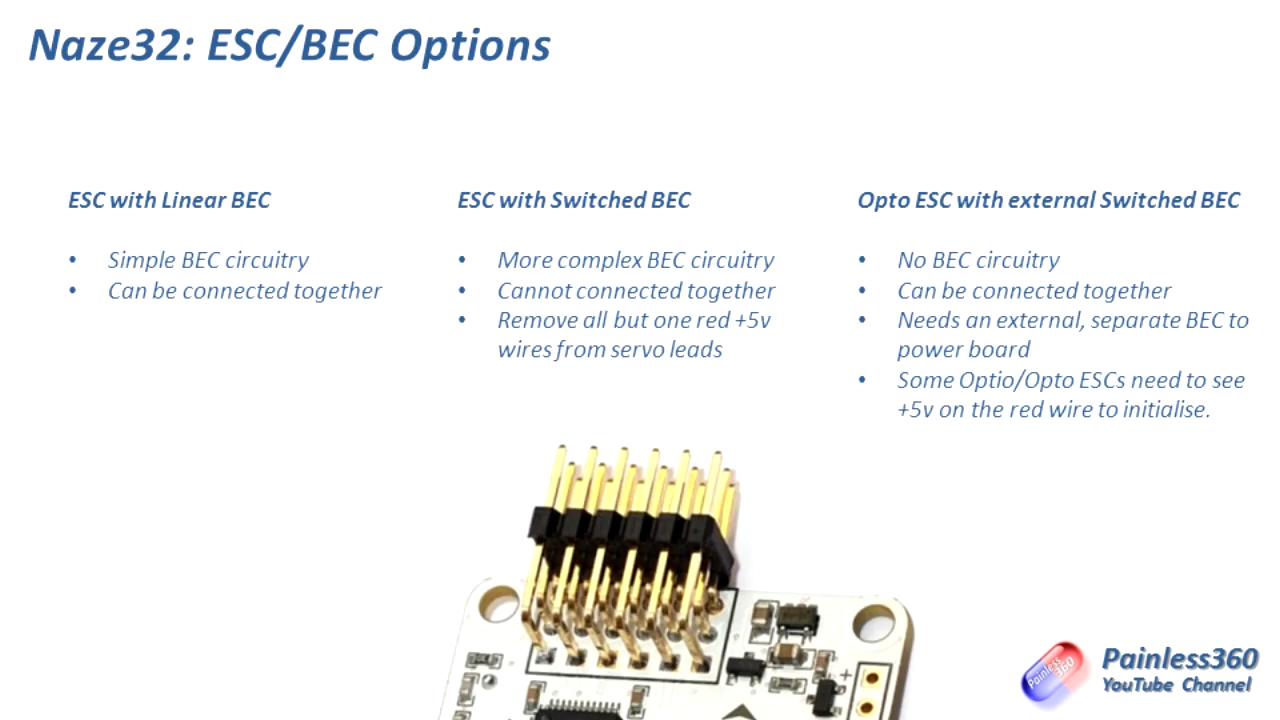 Naze32: ESC/BEC Options
ESC with Linear BEC
• Simple BEC circuitry
• Can be connected together
ESC with Switched BEC
• More complex BEC circuitry
• Cannot connected together
• Remove all but one red +5v
wires from servo leads
Opto ESC with external Switched BEC
• No BEC circuitry
• Can be connected together
• Needs an external, separate BEC to
power board
• Some Optio/Opto ESCs need to see
+5v on the red wire to initialise.
+
Painless
360
Painless360
YouTube Channel